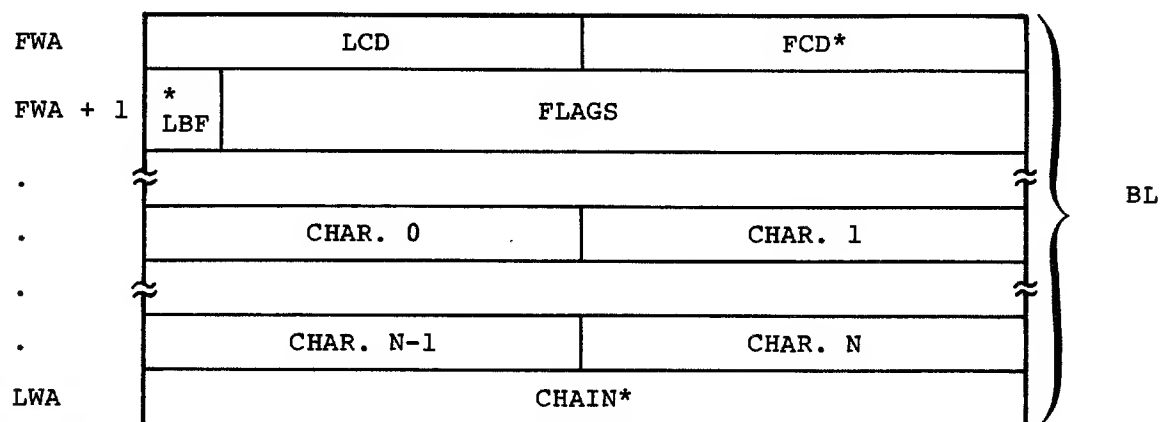 FWA LCD FCD*
FWA + 1 * LBF FLAGS
.
BL
. CHAR. 0 CHAR. 1
.
. CHAR. N-1 CHAR. N
LWA CHAIN*